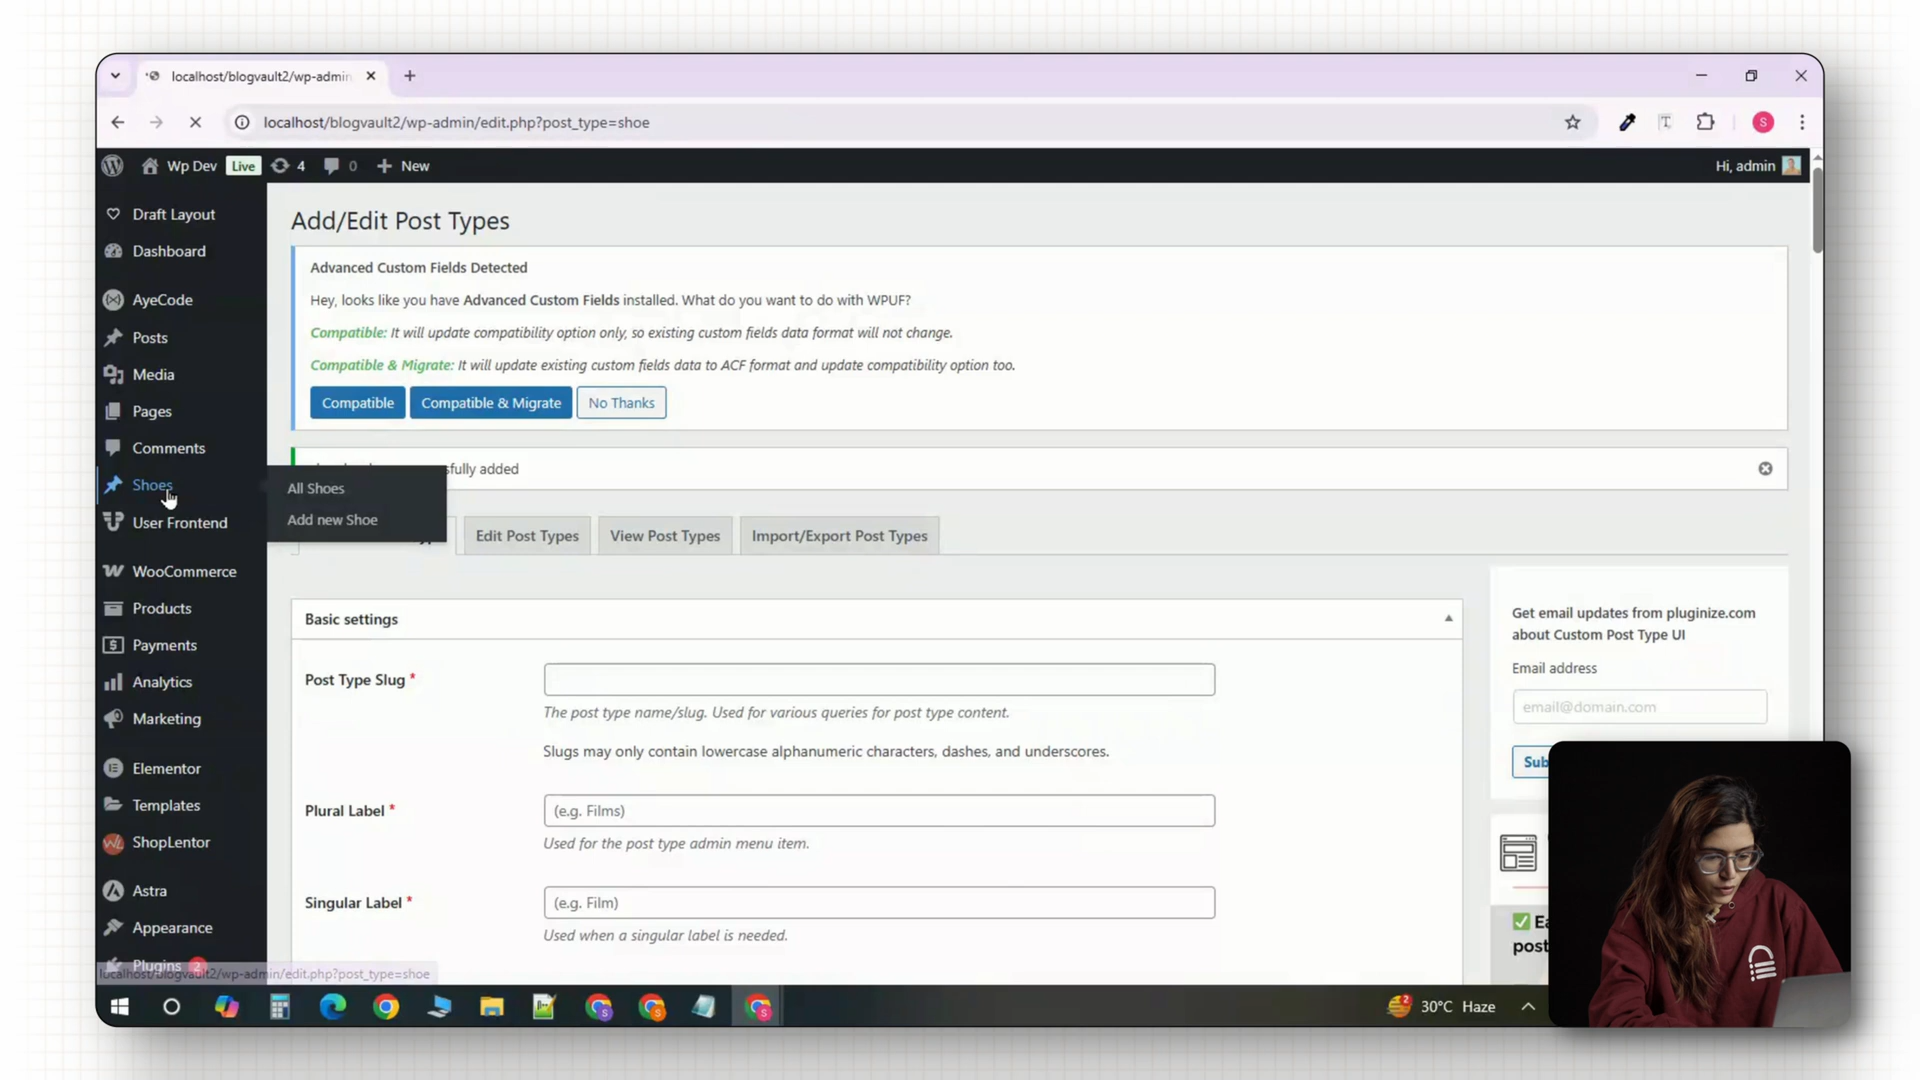 localhost/blogvault2/wp-admin
localhost/blogvault2/wp-admin/edit.php?post_type=shoe
Wp Dev Live 4 0 + New
Hi, admin
Draft Layout
Dashboard
AyeCode
Posts
Media
Pages
Comments
Shoes
User Frontend
WooCommerce
Products
Payments
Analytics
Marketing
Elementor
Templates
ShopLentor
Astra
Appearance
Plugins 2
All Shoes
Add new Shoe
Add/Edit Post Types
Advanced Custom Fields Detected
Hey, looks like you have Advanced Custom Fields installed. What do you want to do with WPUF?
Compatible: It will update compatibility option only, so existing custom fields data format will not change.
Compatible & Migrate: It will update existing custom fields data to ACF format and update compatibility option too.
Compatible Compatible & Migrate No Thanks
sfully added
Edit Post Types View Post Types Import/Export Post Types
Basic settings
Post Type Slug *
The post type name/slug. Used for various queries for post type content.
Slugs may only contain lowercase alphanumeric characters, dashes, and underscores.
Plural Label *
(e.g. Films)
Used for the post type admin menu item.
Singular Label *
(e.g. Film)
Used when a singular label is needed.
Get email updates from pluginize.com
about Custom Post Type UI
Email address
email@domain.com
Sub
Ea
post
localhost/blogvault2/wp-admin/edit.php?post_type=shoe
30°C Haze